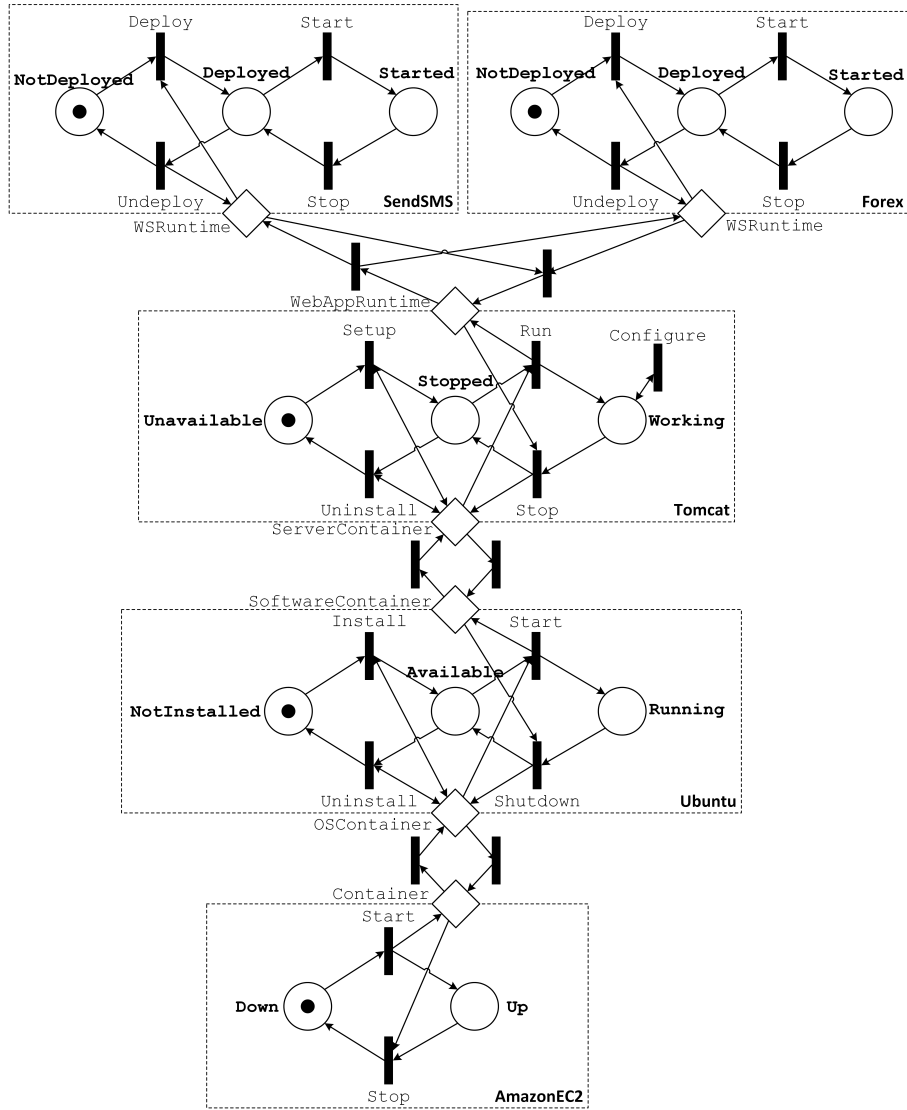 Deploy
Start
NotDeployed
Deployed
Started
Undeploy
Stop
SendSMS
WSRuntime
Deploy
Start
NotDeployed
Deployed
Started
Undeploy
Stop
Forex
WSRuntime
WebAppRuntime
Setup
Run
Configure
Stopped
Unavailable
Working
Uninstall
Stop
Tomcat
ServerContainer
SoftwareContainer
Install
Start
Available
NotInstalled
Running
Uninstall
Shutdown
Ubuntu
OSContainer
Container
Start
Down
Up
Stop
AmazonEC2